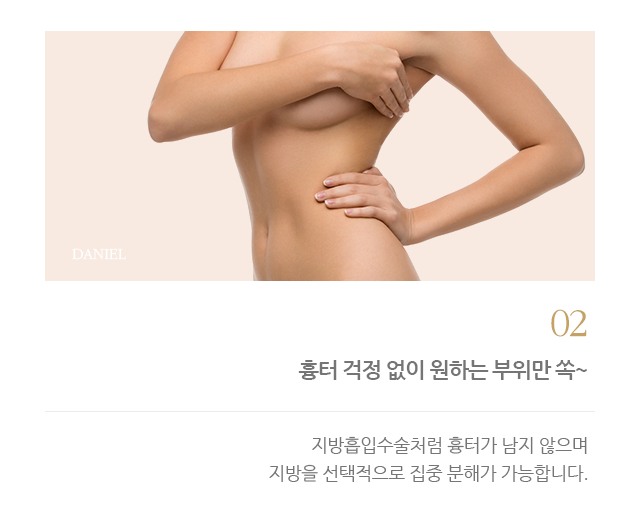 DANIEL
02
흉터 걱정 없이 원하는 부위만 쏙~
지방흡입수술처럼 흉터가 남지 않으며
지방을 선택적으로 집중 분해가 가능합니다.